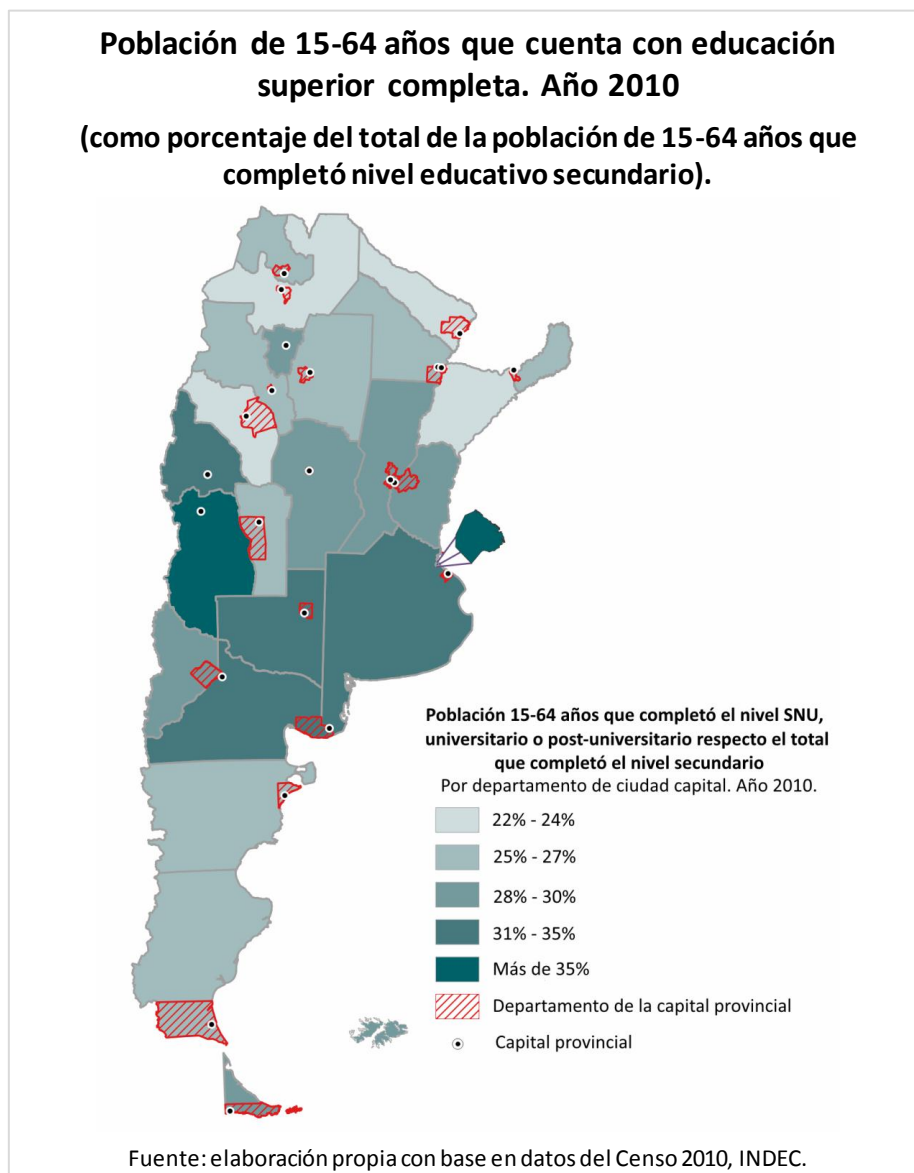 Población de 15-64 años que cuenta con educación
superior completa. Año 2010
(como porcentaje del total de la población de 15-64 años que
completó nivel educativo secundario).
Población 15-64 años que completó el nivel SNU,
universitario o post-universitario respecto el total
que completó el nivel secundario
Por departamento de ciudad capital. Año 2010.
22% - 24%
25% - 27%
28% - 30%
31% - 35%
Más de 35%
Departamento de la capital provincial
Capital provincial
Fuente: elaboración propia con base en datos del Censo 2010, INDEC.